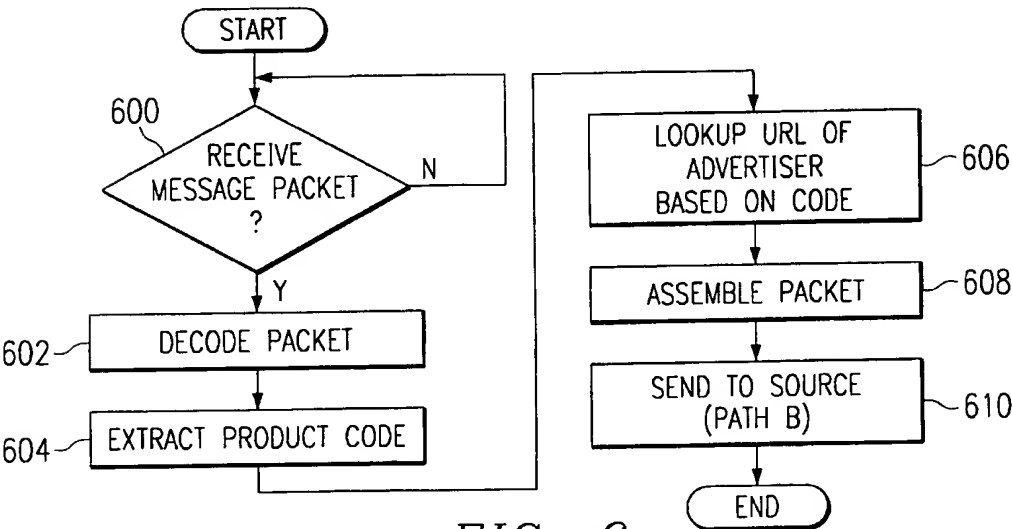 START
600
RECEIVE
MESSAGE PACKET
?
N
Y
602
DECODE PACKET
604
EXTRACT PRODUCT CODE
LOOKUP URL OF
ADVERTISER
BASED ON CODE
606
ASSEMBLE PACKET
608
SEND TO SOURCE
(PATH B)
610
END